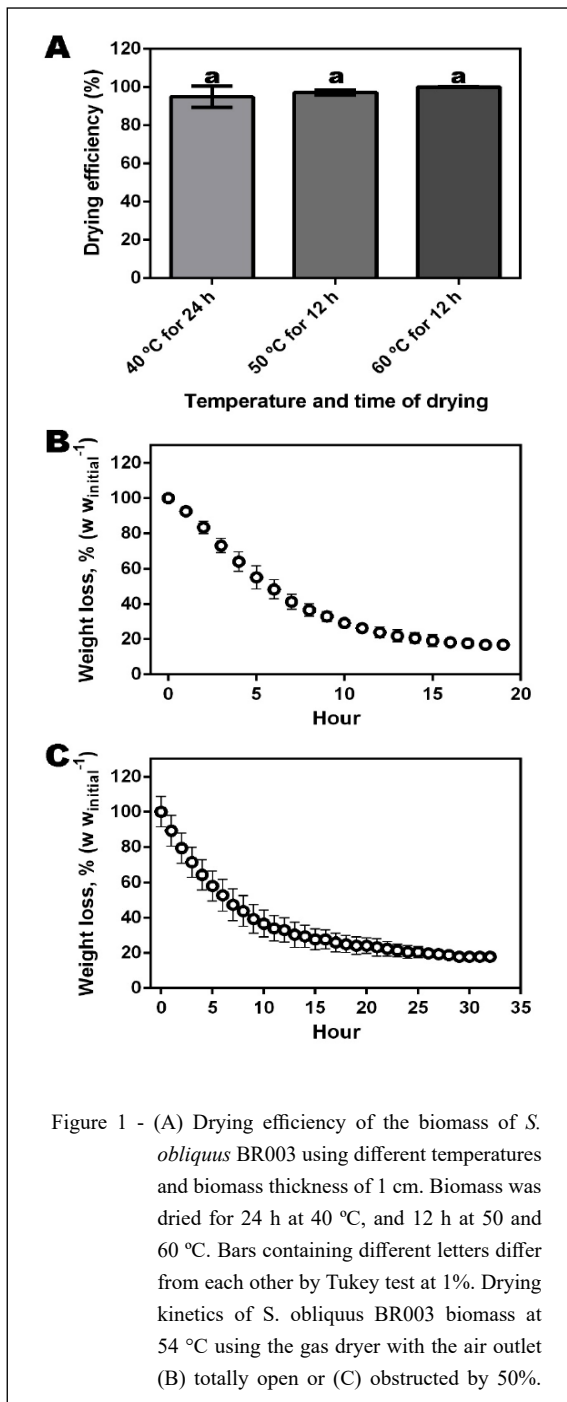 A
Drying efficiency (%)
120
100
80
60
40
20
0
a a a
40 ºC for 24 h
50 ºC for 12 h
60 ºC for 12 h
Temperature and time of drying
B
Weight loss, % (w w_initial^-1)
120
100
80
60
40
20
0
0 5 10 15 20
Hour
C
Weight loss, % (w w_initial^-1)
120
100
80
60
40
20
0
0 5 10 15 20 25 30 35
Hour
Figure 1 - (A) Drying efficiency of the biomass of S.
obliquus BR003 using different temperatures
and biomass thickness of 1 cm. Biomass was
dried for 24 h at 40 ºC, and 12 h at 50 and
60 ºC. Bars containing different letters differ
from each other by Tukey test at 1%. Drying
kinetics of S. obliquus BR003 biomass at
54 °C using the gas dryer with the air outlet
(B) totally open or (C) obstructed by 50%.